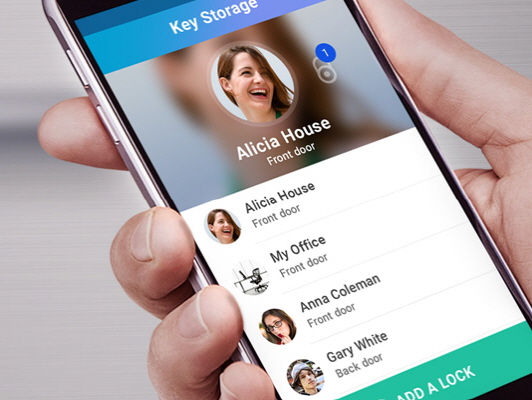 Key Storage
1
Alicia House
Front door
Alicia House
Front door
My Office
Front door
Anna Coleman
Front door
Gary White
Back door
ADD A LOCK